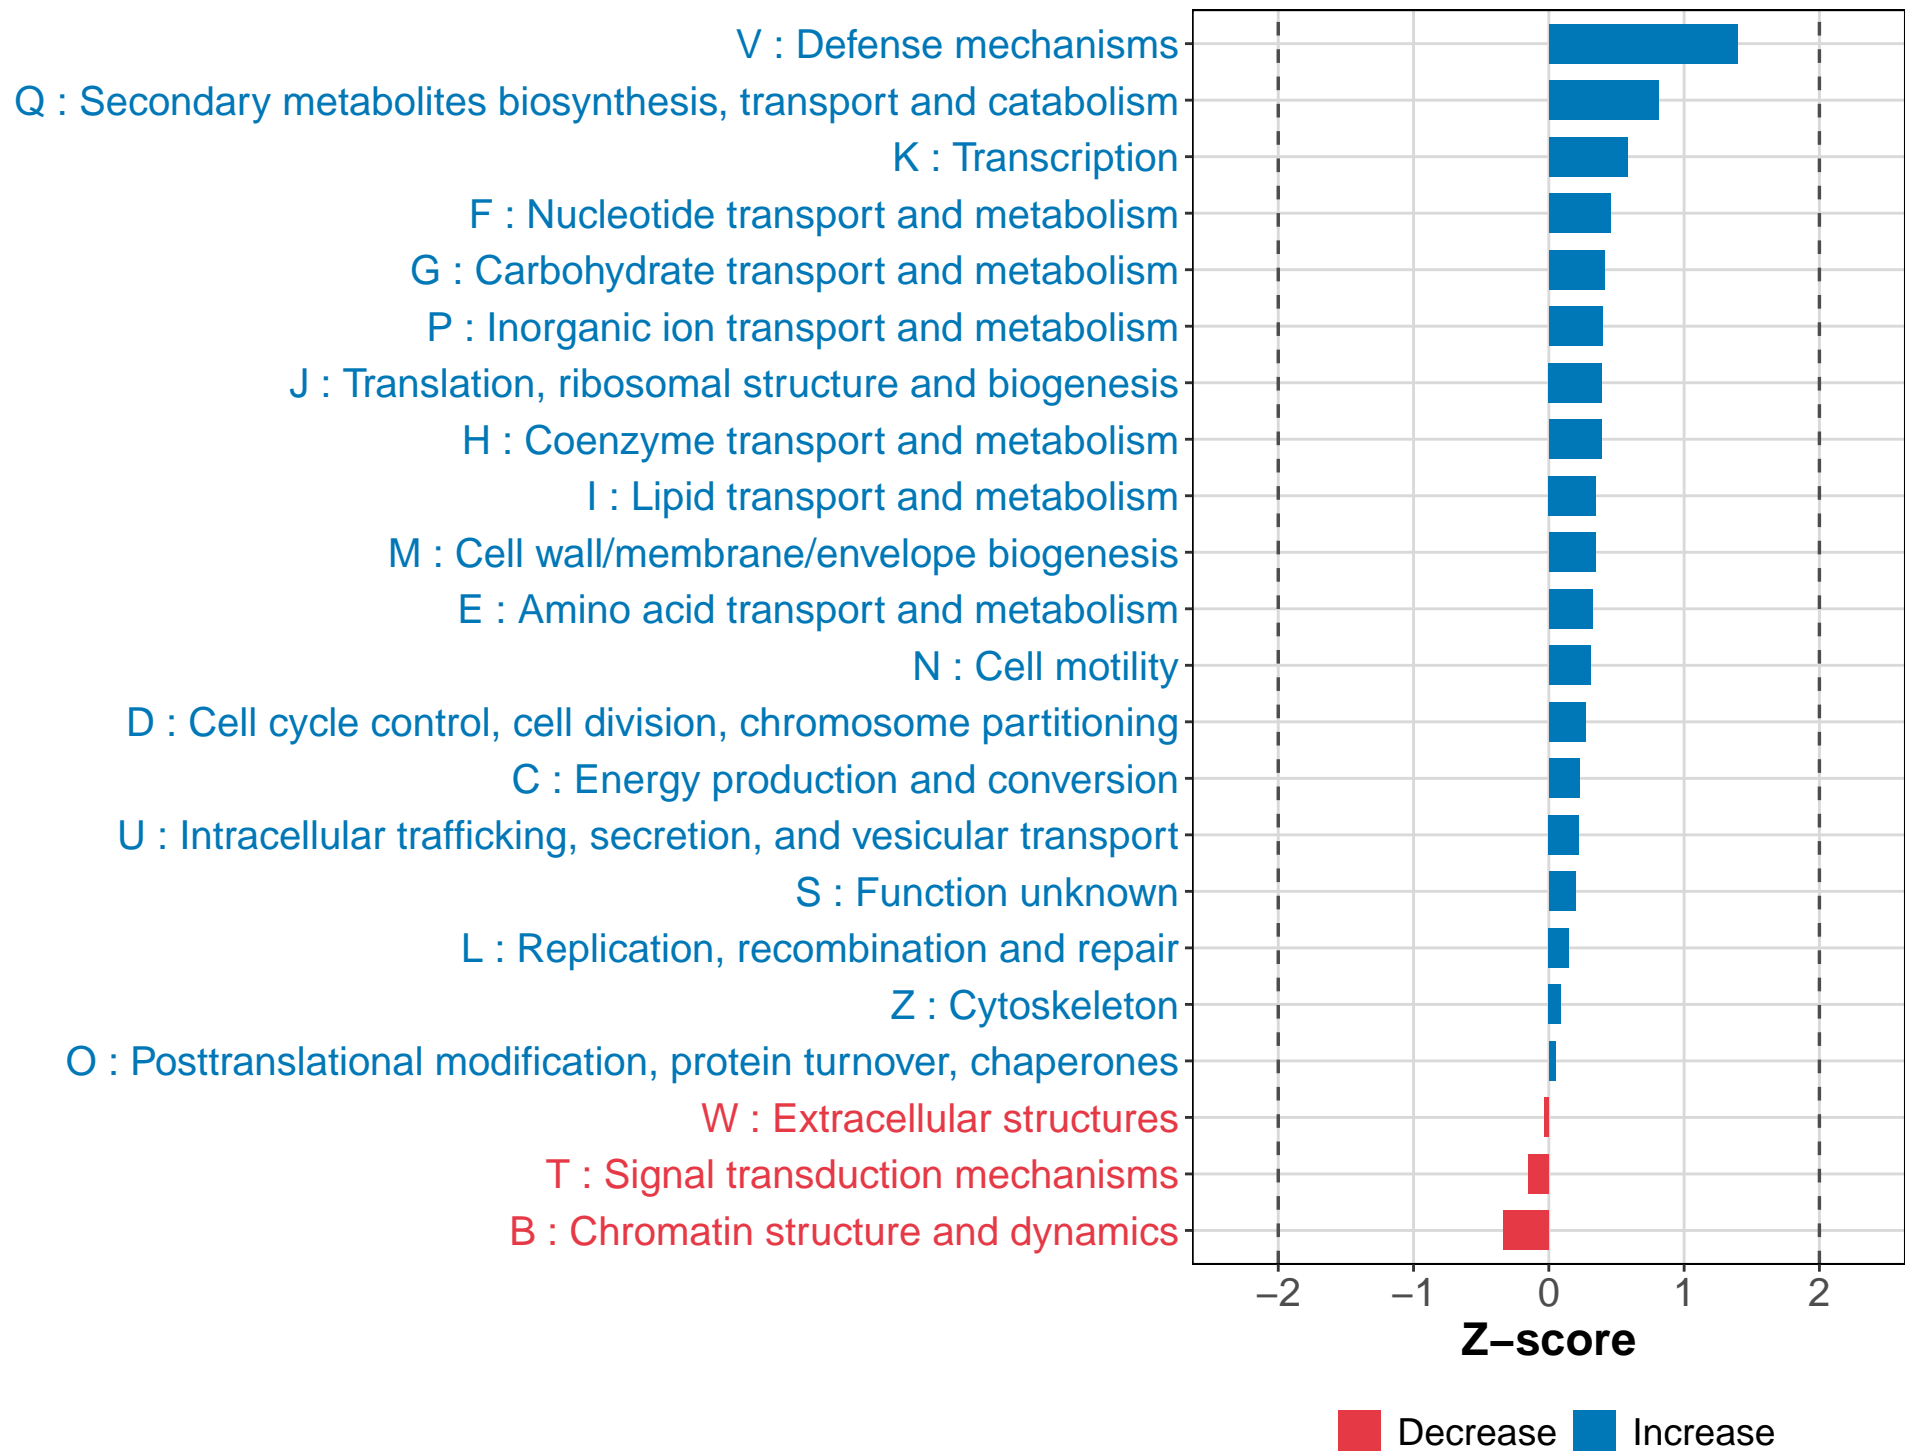 V : Defense mechanisms
Q : Secondary metabolites biosynthesis, transport and catabolism
K : Transcription
F : Nucleotide transport and metabolism
G : Carbohydrate transport and metabolism
P : Inorganic ion transport and metabolism
J : Translation, ribosomal structure and biogenesis
H : Coenzyme transport and metabolism
I : Lipid transport and metabolism
M : Cell wall/membrane/envelope biogenesis
E : Amino acid transport and metabolism
N : Cell motility
D : Cell cycle control, cell division, chromosome partitioning
C : Energy production and conversion
U : Intracellular trafficking, secretion, and vesicular transport
S : Function unknown
L : Replication, recombination and repair
Z : Cytoskeleton
O : Posttranslational modification, protein turnover, chaperones
W : Extracellular structures
T : Signal transduction mechanisms
B : Chromatin structure and dynamics
−2 −1 0 1 2
Z−score
Decrease Increase